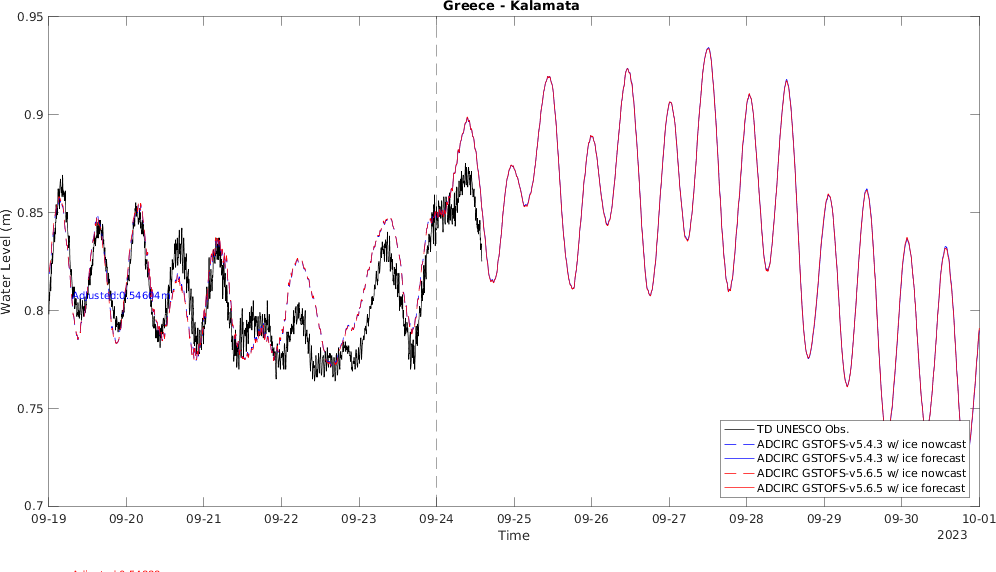 Greece - Kalamata
0.95
0.9
0.85
0.8
0.75
0.7
Water Level (m)
Adjusted:0.54604m
TD UNESCO Obs.
ADCIRC GSTOFS-v5.4.3 w/ ice nowcast
ADCIRC GSTOFS-v5.4.3 w/ ice forecast
ADCIRC GSTOFS-v5.6.5 w/ ice nowcast
ADCIRC GSTOFS-v5.6.5 w/ ice forecast
09-19 09-20 09-21 09-22 09-23 09-24 09-25 09-26 09-27 09-28 09-29 09-30 10-01
Time
2023